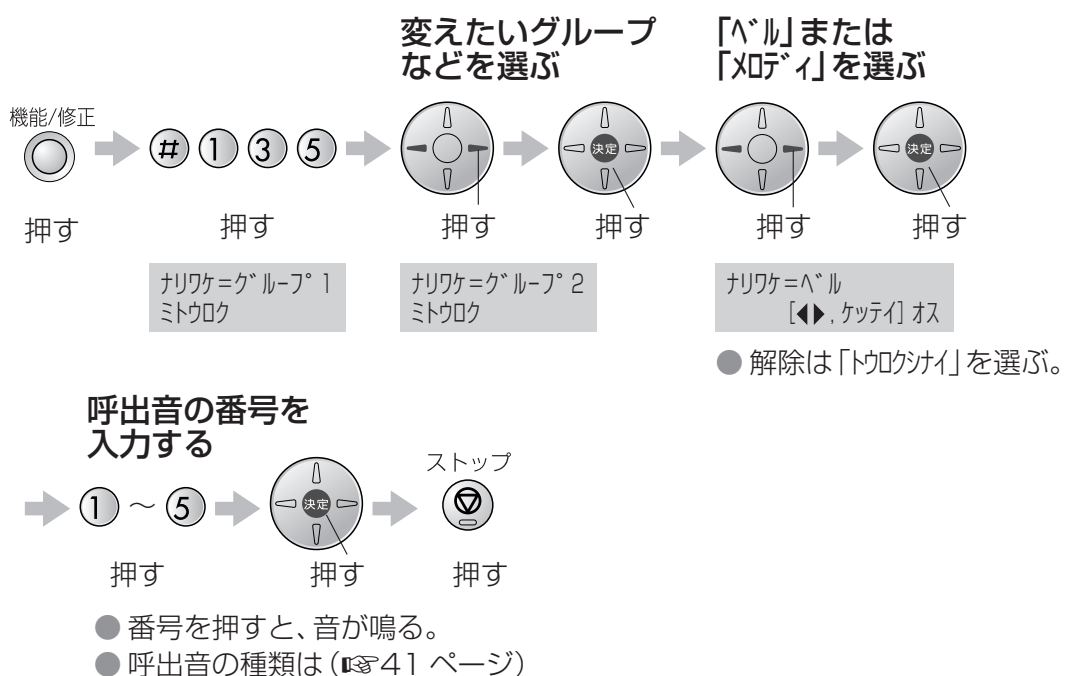 変えたいグループ
などを選ぶ
「ﾍﾞﾙ」または
「ﾒﾛﾃﾞｨ」を選ぶ
機能/修正
# 1 3 5
決定
決定
押す
押す
押す
押す
押す
押す
ﾅﾘﾜｹ=ｸﾞﾙｰﾌﾟ 1
ﾐﾄｳﾛｸ
ﾅﾘﾜｹ=ｸﾞﾙｰﾌﾟ 2
ﾐﾄｳﾛｸ
ﾅﾘﾜｹ=ﾍﾞﾙ
[◀▶, ｹｯﾃｲ] ｵｽ
● 解除は「ﾄｳﾛｸｼﾅｲ」を選ぶ。
呼出音の番号を
入力する
ストップ
1 ～ 5
決定
押す
押す
押す
● 番号を押すと、音が鳴る。
● 呼出音の種類は(☞41 ページ)